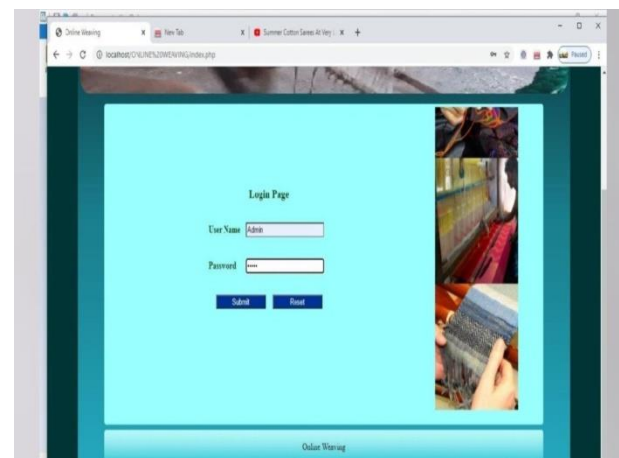 Online Weaving
New Tab
Summer Cotton Sarees At Very
localhost/ONLINE%20WEAVING/index.php
Paused
Login Page
User Name Admin
Password •••••
Submit Reset
Online Weaving